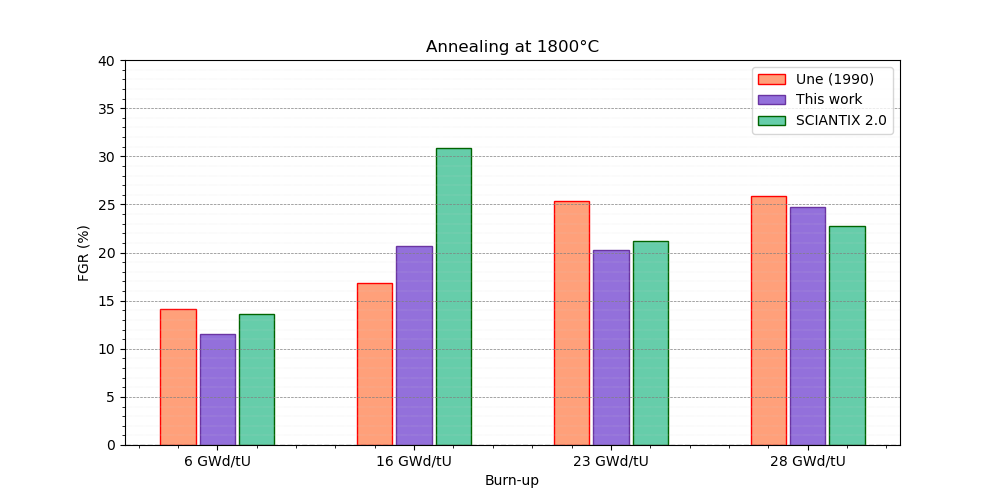 Annealing at 1800°C
40
35
30
25
20
15
10
5
0
FGR (%)
Une (1990)
This work
SCIANTIX 2.0
6 GWd/tU
16 GWd/tU
23 GWd/tU
28 GWd/tU
Burn-up